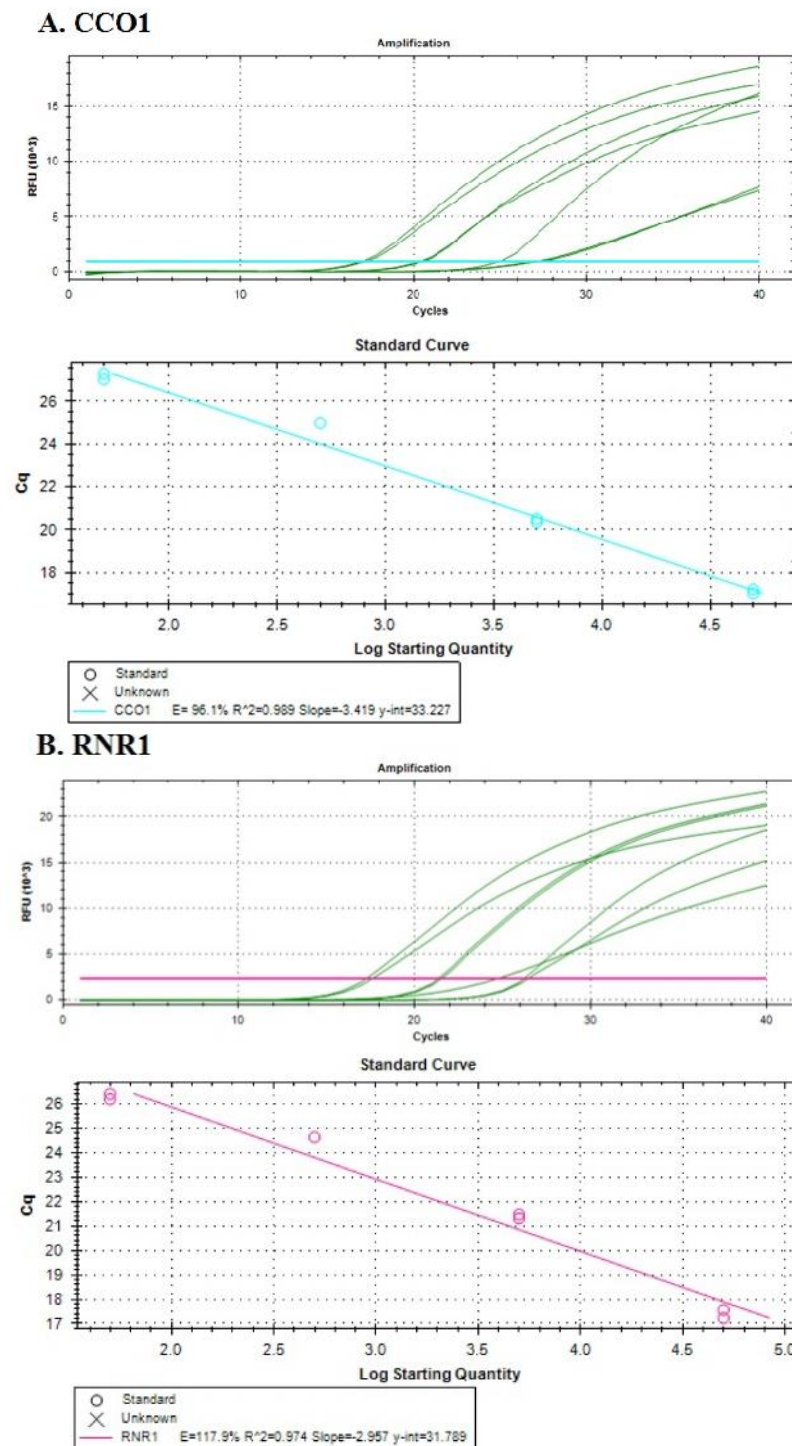 A. CCO1
Amplification
RFU (10^3)
15
10
5
0
0
10
20
30
40
Cycles
Standard Curve
Cq
26
24
22
20
18
2.0
2.5
3.0
3.5
4.0
4.5
Log Starting Quantity
Standard
Unknown
CCO1 E= 96.1% R^2=0.989 Slope=-3.419 y-int=33.227
B. RNR1
Amplification
RFU (10^3)
20
15
10
5
0
0
10
20
30
40
Cycles
Standard Curve
Cq
26
25
24
23
22
21
20
19
18
17
2.0
2.5
3.0
3.5
4.0
4.5
5.0
Log Starting Quantity
Standard
Unknown
RNR1 E=117.9% R^2=0.974 Slope=-2.957 y-int=31.789